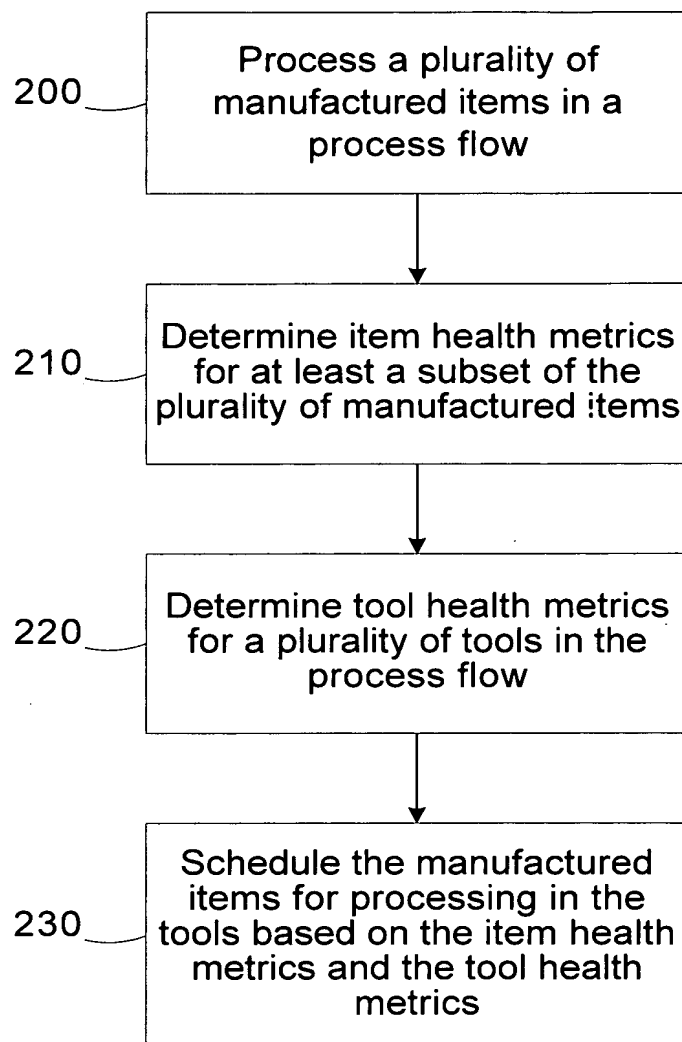 200
Process a plurality of
manufactured items in a
process flow
210
Determine item health metrics
for at least a subset of the
plurality of manufactured items
220
Determine tool health metrics
for a plurality of tools in the
process flow
230
Schedule the manufactured
items for processing in the
tools based on the item health
metrics and the tool health
metrics